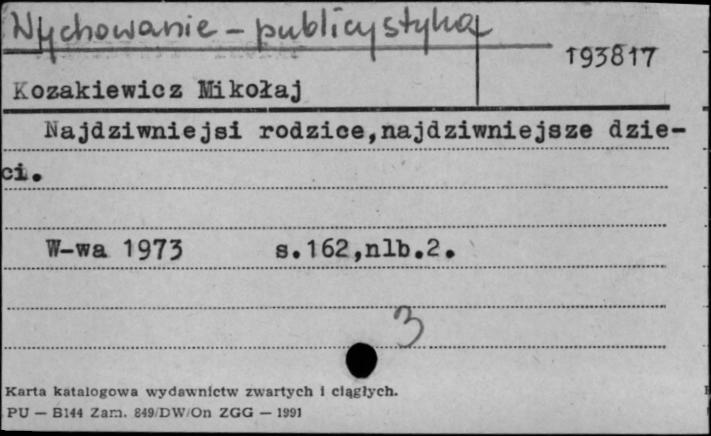 Wychowanie - publicystyka
193817
Kozakiewicz Mikołaj
Najdziwniejsi rodzice,najdziwniejsze dzie-
ci.
W-wa 1973 s.162,nlb.2.
3
Karta katalogowa wydawnictw zwartych i ciągłych.
PU — B144 Zam. 849/DW/On ZGG — 1991